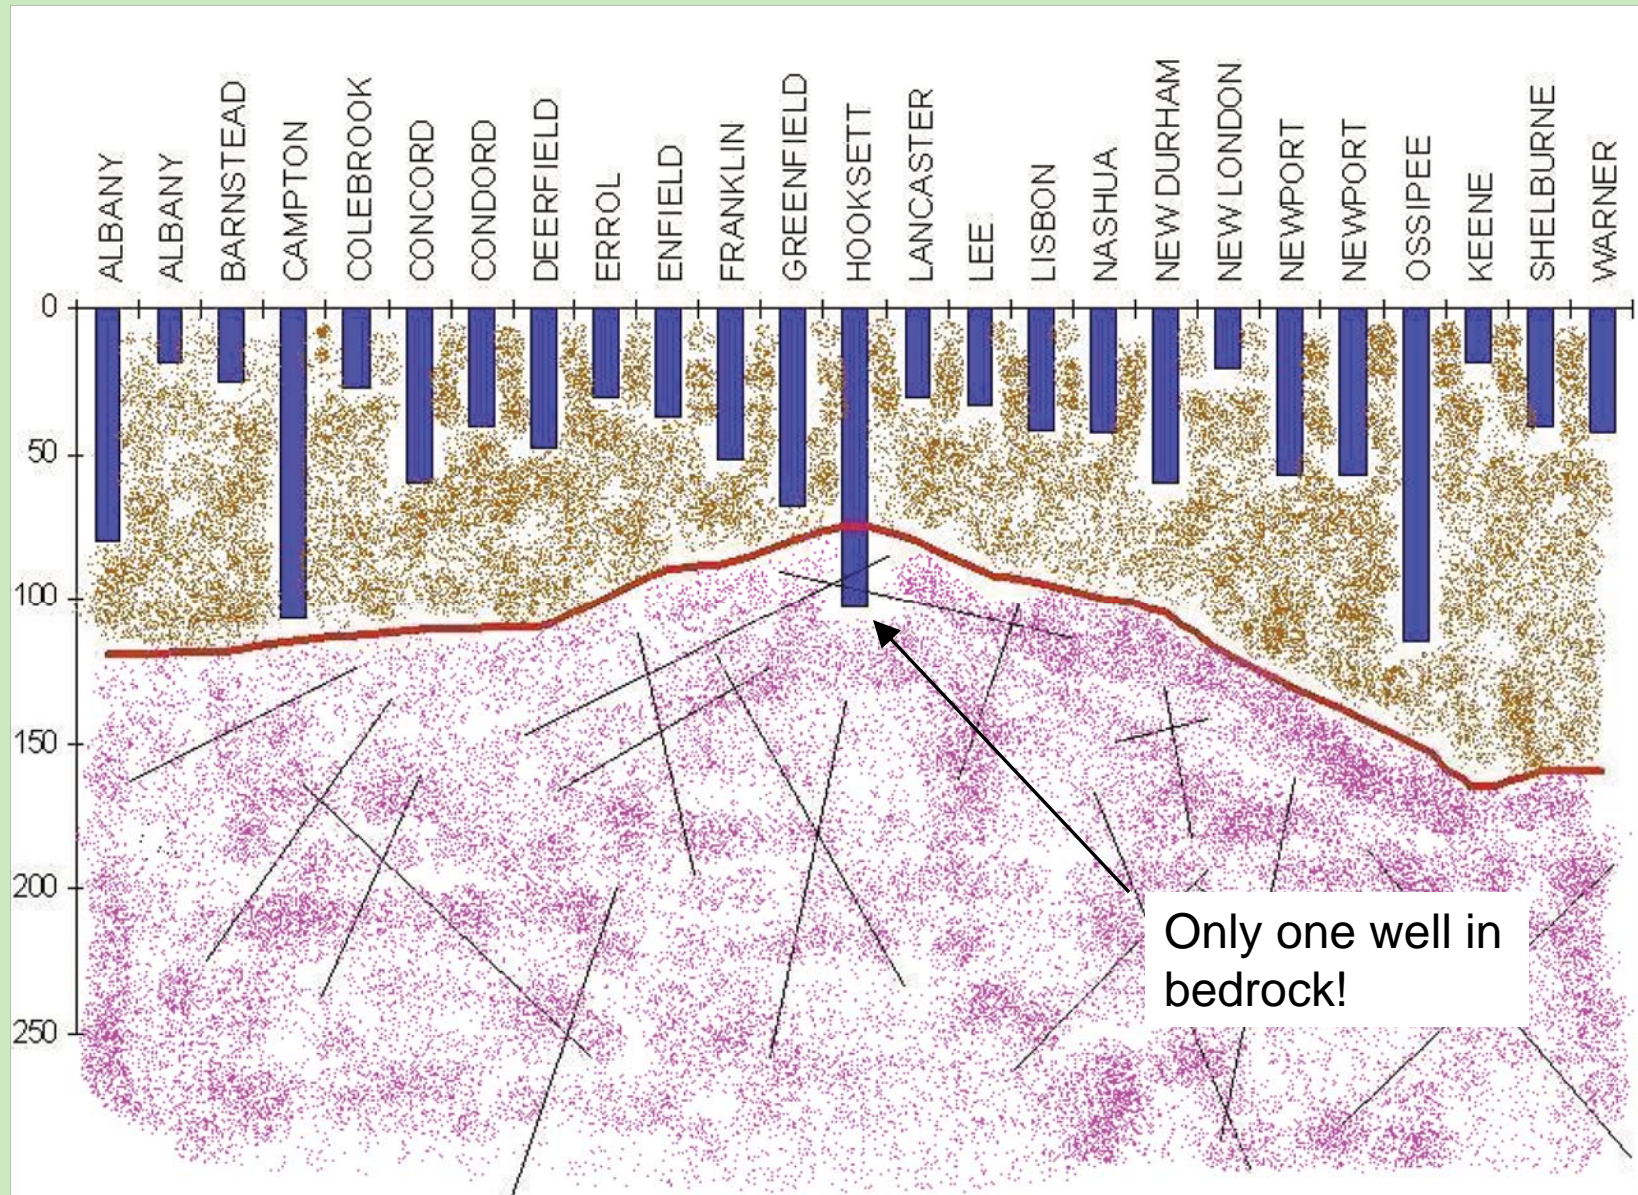 ALBANY
ALBANY
BARNSTEAD
CAMPTON
COLEBROOK
CONCORD
CONDORD
DEERFIELD
ERROL
ENFIELD
FRANKLIN
GREENFIELD
HOOKSETT
LANCASTER
LEE
LISBON
NASHUA
NEW DURHAM
NEW LONDON
NEWPORT
NEWPORT
OSSIPEE
KEENE
SHELBURNE
WARNER
0
50
100
150
200
250
Only one well in
bedrock!